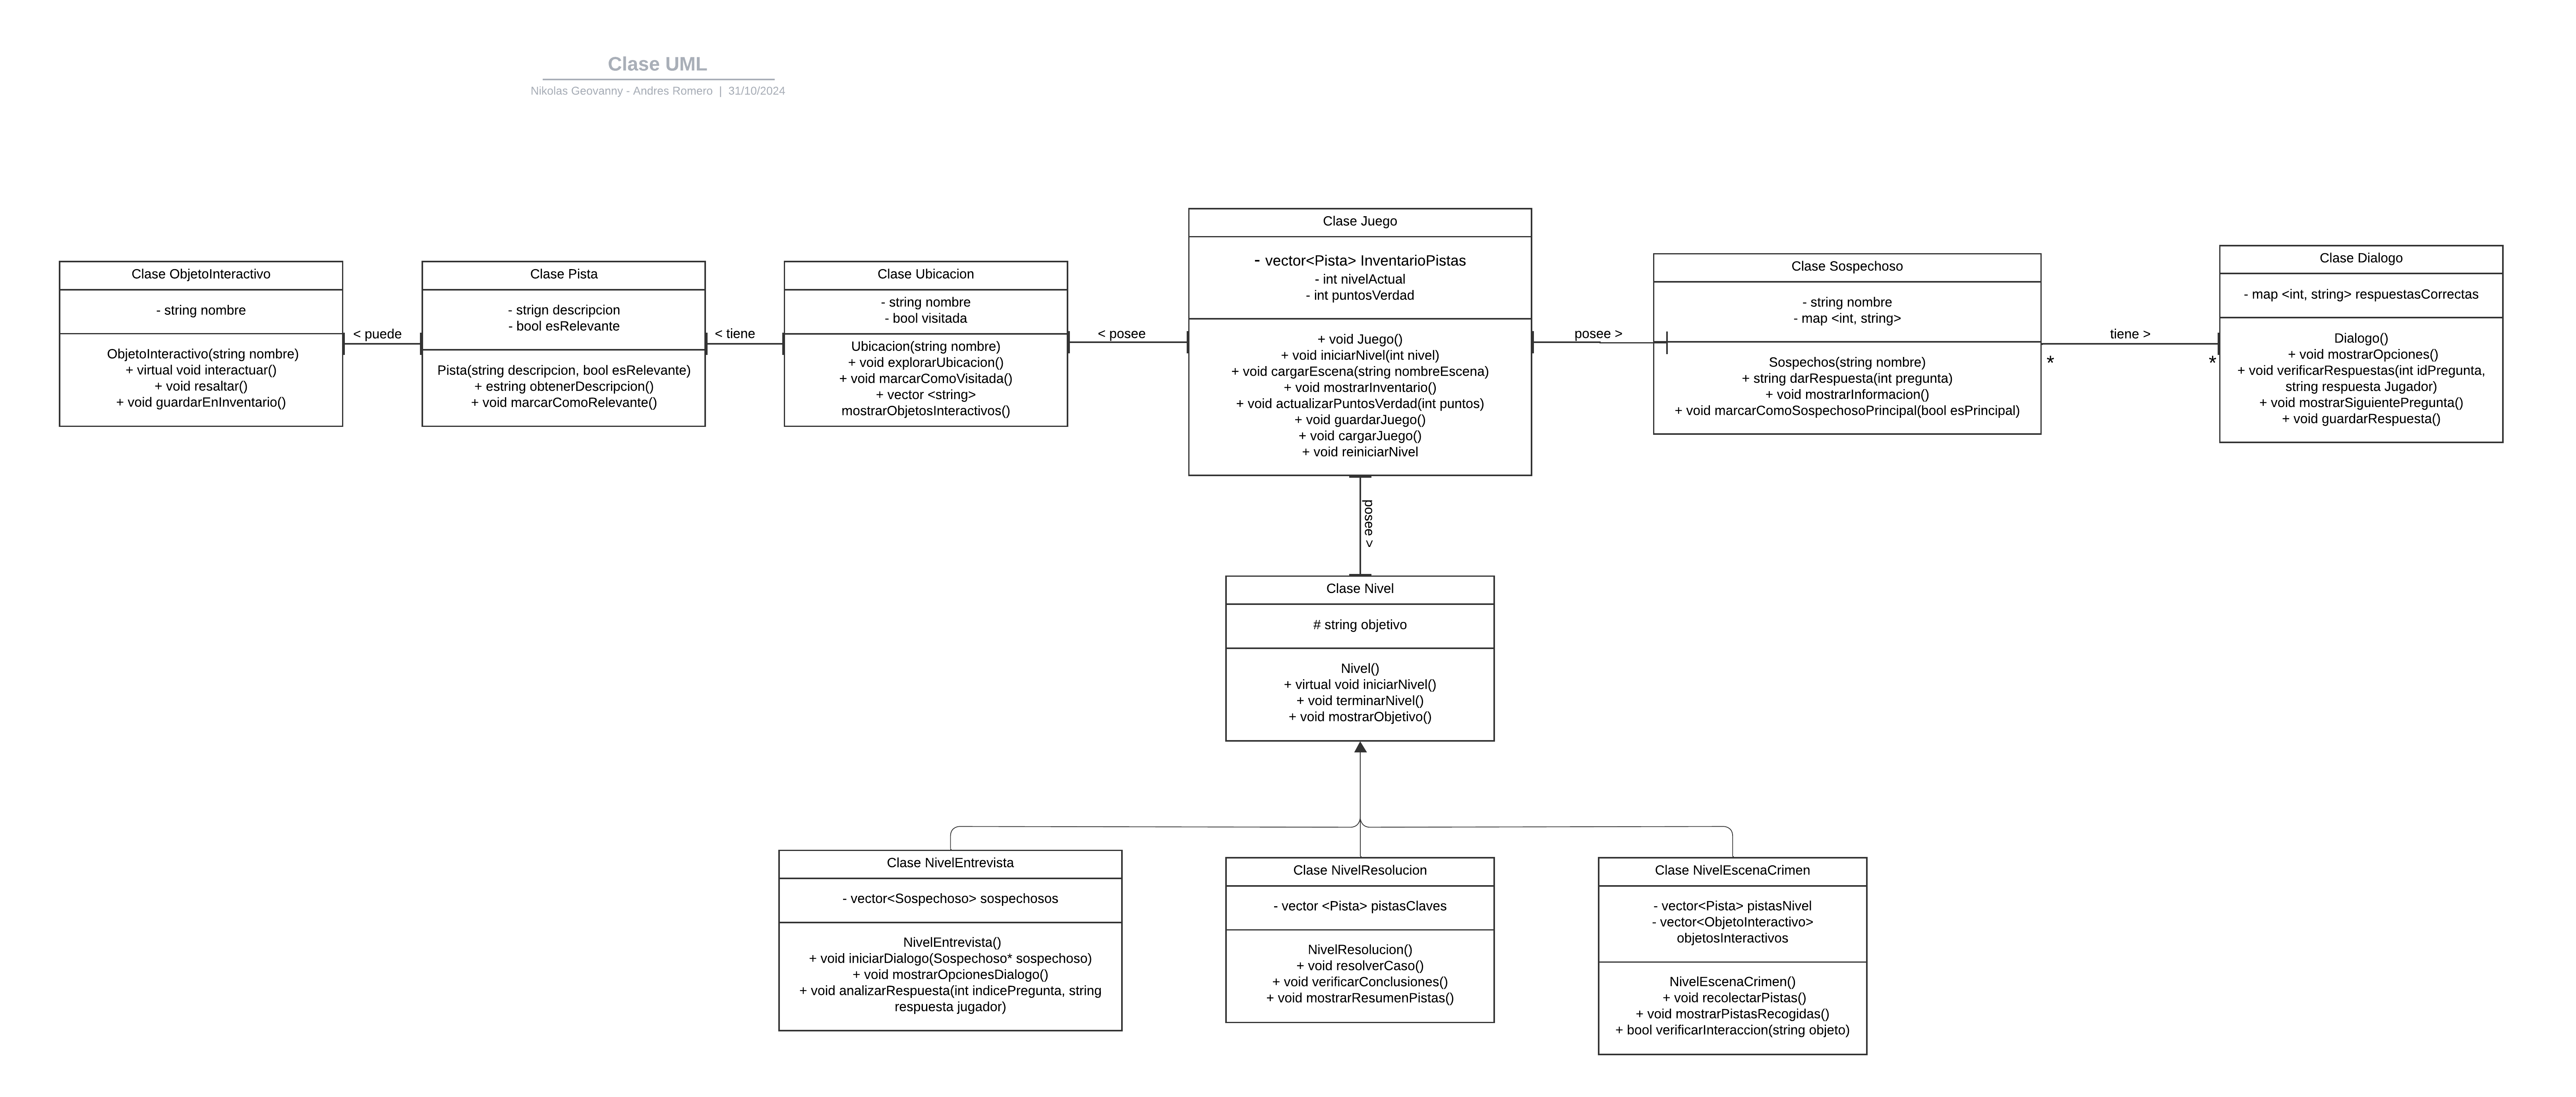 Clase UML
Nikolas Geovanny - Andres Romero | 31/10/2024
Clase ObjetoInteractivo
- string nombre
ObjetoInteractivo(string nombre)
+ virtual void interactuar()
+ void resaltar()
+ void guardarEnInventario()
< puede
Clase Pista
- strign descripcion
- bool esRelevante
Pista(string descripcion, bool esRelevante)
+ estring obtenerDescripcion()
+ void marcarComoRelevante()
< tiene
Clase Ubicacion
- string nombre
- bool visitada
Ubicacion(string nombre)
+ void explorarUbicacion()
+ void marcarComoVisitada()
+ vector <string>
mostrarObjetosInteractivos()
< posee
Clase Juego
- vector<Pista> InventarioPistas
- int nivelActual
- int puntosVerdad
+ void Juego()
+ void iniciarNivel(int nivel)
+ void cargarEscena(string nombreEscena)
+ void mostrarInventario()
+ void actualizarPuntosVerdad(int puntos)
+ void guardarJuego()
+ void cargarJuego()
+ void reiniciarNivel
posee >
Clase Sospechoso
- string nombre
- map <int, string>
Sospechos(string nombre)
+ string darRespuesta(int pregunta)
+ void mostrarInformacion()
+ void marcarComoSospechosoPrincipal(bool esPrincipal)
tiene >
*
*
Clase Dialogo
- map <int, string> respuestasCorrectas
Dialogo()
+ void mostrarOpciones()
+ void verificarRespuestas(int idPregunta,
string respuesta Jugador)
+ void mostrarSiguientePregunta()
+ void guardarRespuesta()
posee >
Clase Nivel
# string objetivo
Nivel()
+ virtual void iniciarNivel()
+ void terminarNivel()
+ void mostrarObjetivo()
Clase NivelEntrevista
- vector<Sospechoso> sospechosos
NivelEntrevista()
+ void iniciarDialogo(Sospechoso* sospechoso)
+ void mostrarOpcionesDialogo()
+ void analizarRespuesta(int indicePregunta, string
respuesta jugador)
Clase NivelResolucion
- vector <Pista> pistasClaves
NivelResolucion()
+ void resolverCaso()
+ void verificarConclusiones()
+ void mostrarResumenPistas()
Clase NivelEscenaCrimen
- vector<Pista> pistasNivel
- vector<ObjetoInteractivo>
objetosInteractivos
NivelEscenaCrimen()
+ void recolectarPistas()
+ void mostrarPistasRecogidas()
+ bool verificarInteraccion(string objeto)